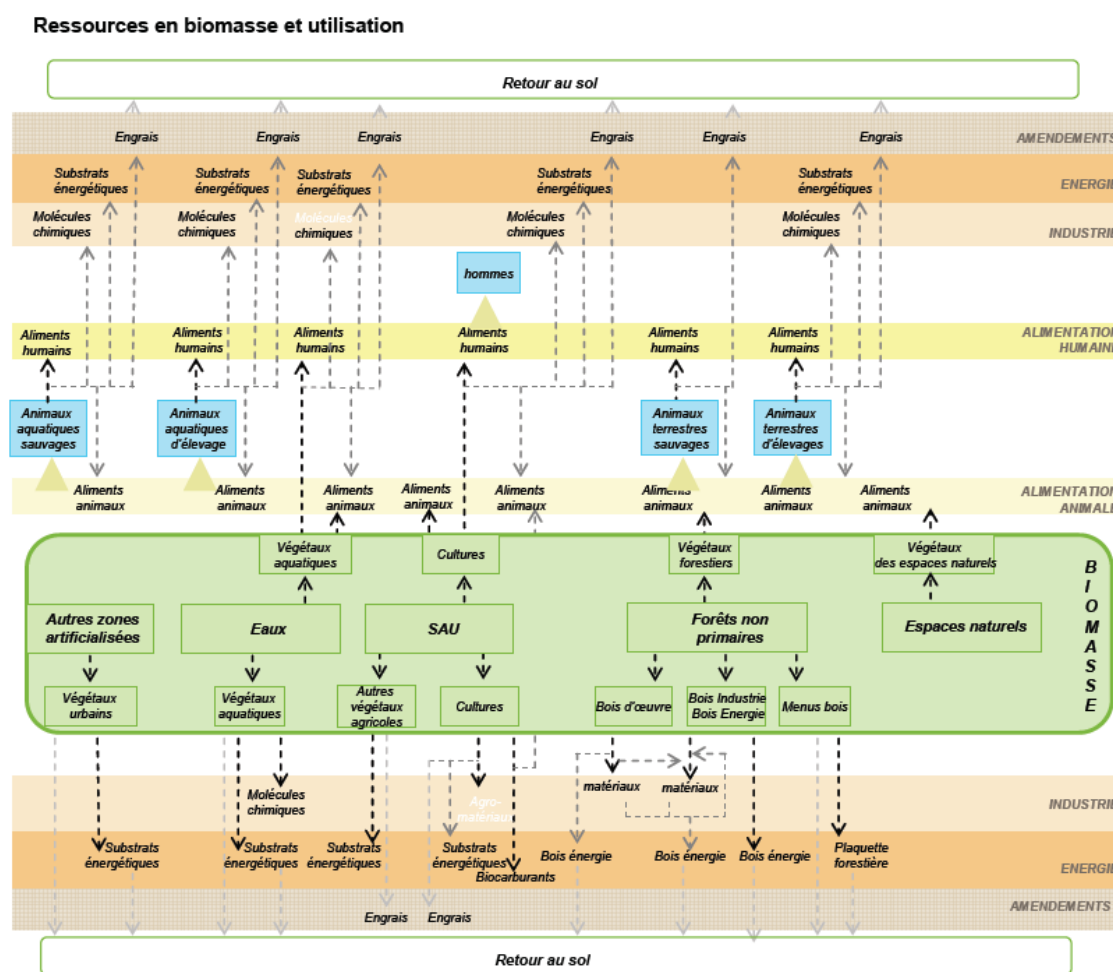 Ressources en biomasse et utilisation
Retour au sol
Engrais Engrais Engrais Engrais Engrais Engrais AMENDEMENTS
Substrats énergétiques Substrats énergétiques Substrats énergétiques Substrats énergétiques Substrats énergétiques ENERGIE
Molécules chimiques Molécules chimiques Molécules chimiques Molécules chimiques Molécules chimiques INDUSTRIE
hommes
Aliments humains Aliments humains Aliments humains Aliments humains Aliments humains Aliments humains ALIMENTATION HUMAINE
Animaux aquatiques sauvages Animaux aquatiques d'élevage Animaux terrestres sauvages Animaux terrestres d'élevages
Aliments animaux Aliments animaux Aliments animaux Aliments animaux Aliments animaux Aliments animaux Aliments animaux Aliments animaux ALIMENTATION ANIMALE
Végétaux aquatiques Cultures Végétaux forestiers Végétaux des espaces naturels
BIOMASSE
Autres zones artificialisées Eaux SAU Forêts non primaires Espaces naturels
Végétaux urbains Végétaux aquatiques Autres végétaux agricoles Cultures Bois d'œuvre Bois Industrie Bois Energie Menus bois
Molécules chimiques Agro-matériaux matériaux matériaux INDUSTRIE
Substrats énergétiques Substrats énergétiques Substrats énergétiques Substrats énergétiques Biocarburants Bois énergie Bois énergie Bois énergie Plaquette forestière ENERGIE
Engrais Engrais AMENDEMENTS
Retour au sol